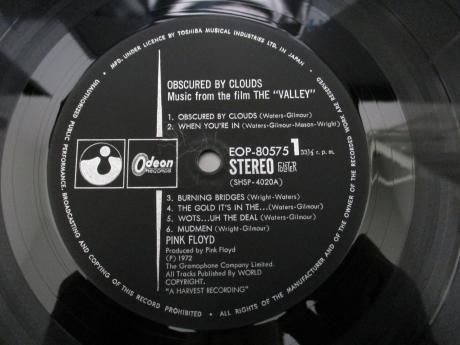 • MFD. UNDER LICENCE BY TOSHIBA MUSICAL INDUSTRIES LTD. IN JAPAN. •
UNAUTHORIZED PUBLIC PERFORMANCE, BROADCASTING AND COPYING OF THIS RECORD PROHIBITED • ALL RIGHTS OF THE MANUFACTURER AND OF THE OWNER OF THE RECORDED WORK ARE RESERVED
OBSCURED BY CLOUDS
Music from the film THE "VALLEY"
1. OBSCURED BY CLOUDS (Waters-Gilmour)
2. WHEN YOU'RE IN (Waters-Gilmour-Mason-Wright)
Odeon
RECORDS
EOP-80575 1 33⅓ r. p. m.
STEREO
(SHSP-4020A)
3. BURNING BRIDGES (Wright-Waters)
4. THE GOLD IT'S IN THE...(Waters-Gilmour)
5. WOTS...UH THE DEAL (Waters-Gilmour)
6. MUDMEN (Wright-Gilmour)
PINK FLOYD
Produced by Pink Floyd
(P) 1972
The Gramophone Company Limited.
All Tracks Published By WORLD
COPYRIGHT.
"A HARVEST RECORDING"